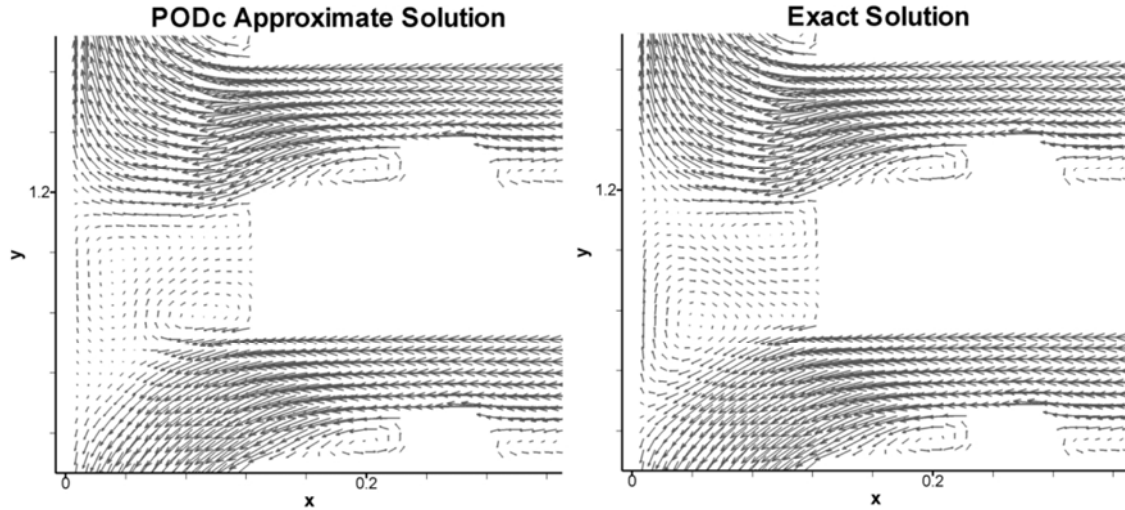 PODc Approximate Solution
Exact Solution
1.2
y
0
0.2
x
1.2
y
0
0.2
x